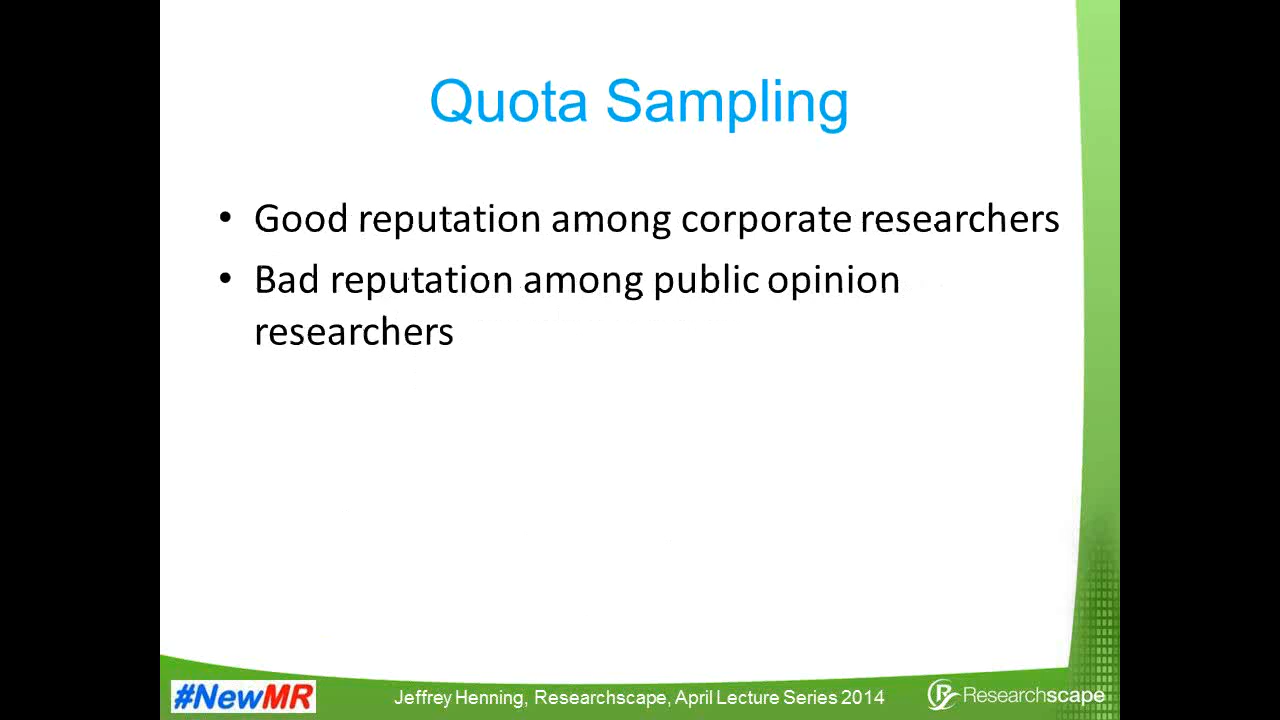 Quota Sampling
• Good reputation among corporate researchers
• Bad reputation among public opinion
researchers
#NewMR
Jeffrey Henning, Researchscape, April Lecture Series 2014
Researchscape